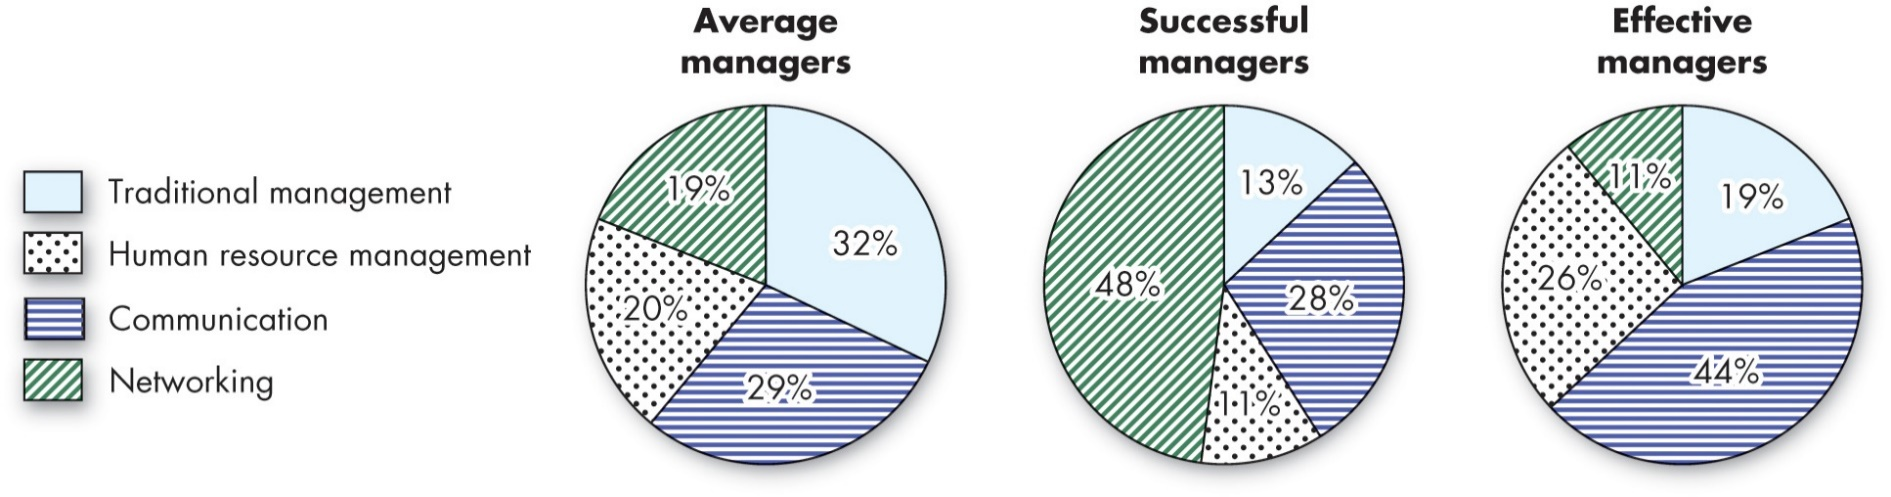 Average
managers
Successful
managers
Effective
managers
Traditional management
Human resource management
Communication
Networking
19%
32%
20%
29%
13%
48%
28%
11%
11%
19%
26%
44%